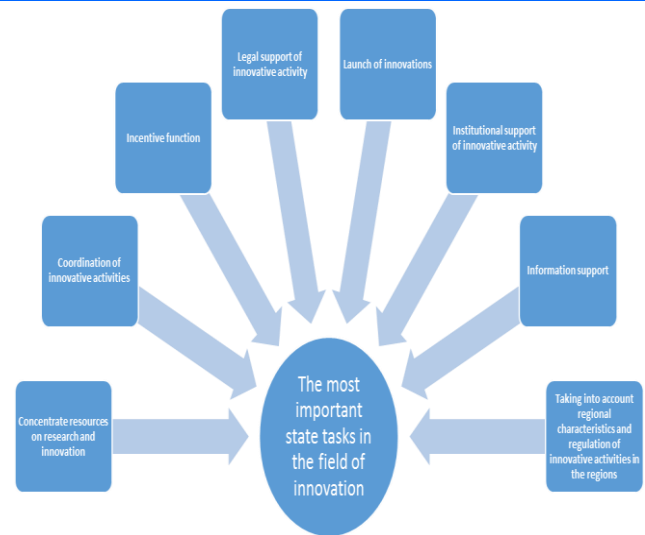 Legal support of
innovative activity
Launch of innovations
Incentive function
Institutional support
of innovative activity
Coordination of
innovative activities
Information support
Concentrate resources
on research and
innovation
The most
important
state tasks in
the field of
innovation
Taking into account
regional
characteristics and
regulation of
innovative activities in
the regions